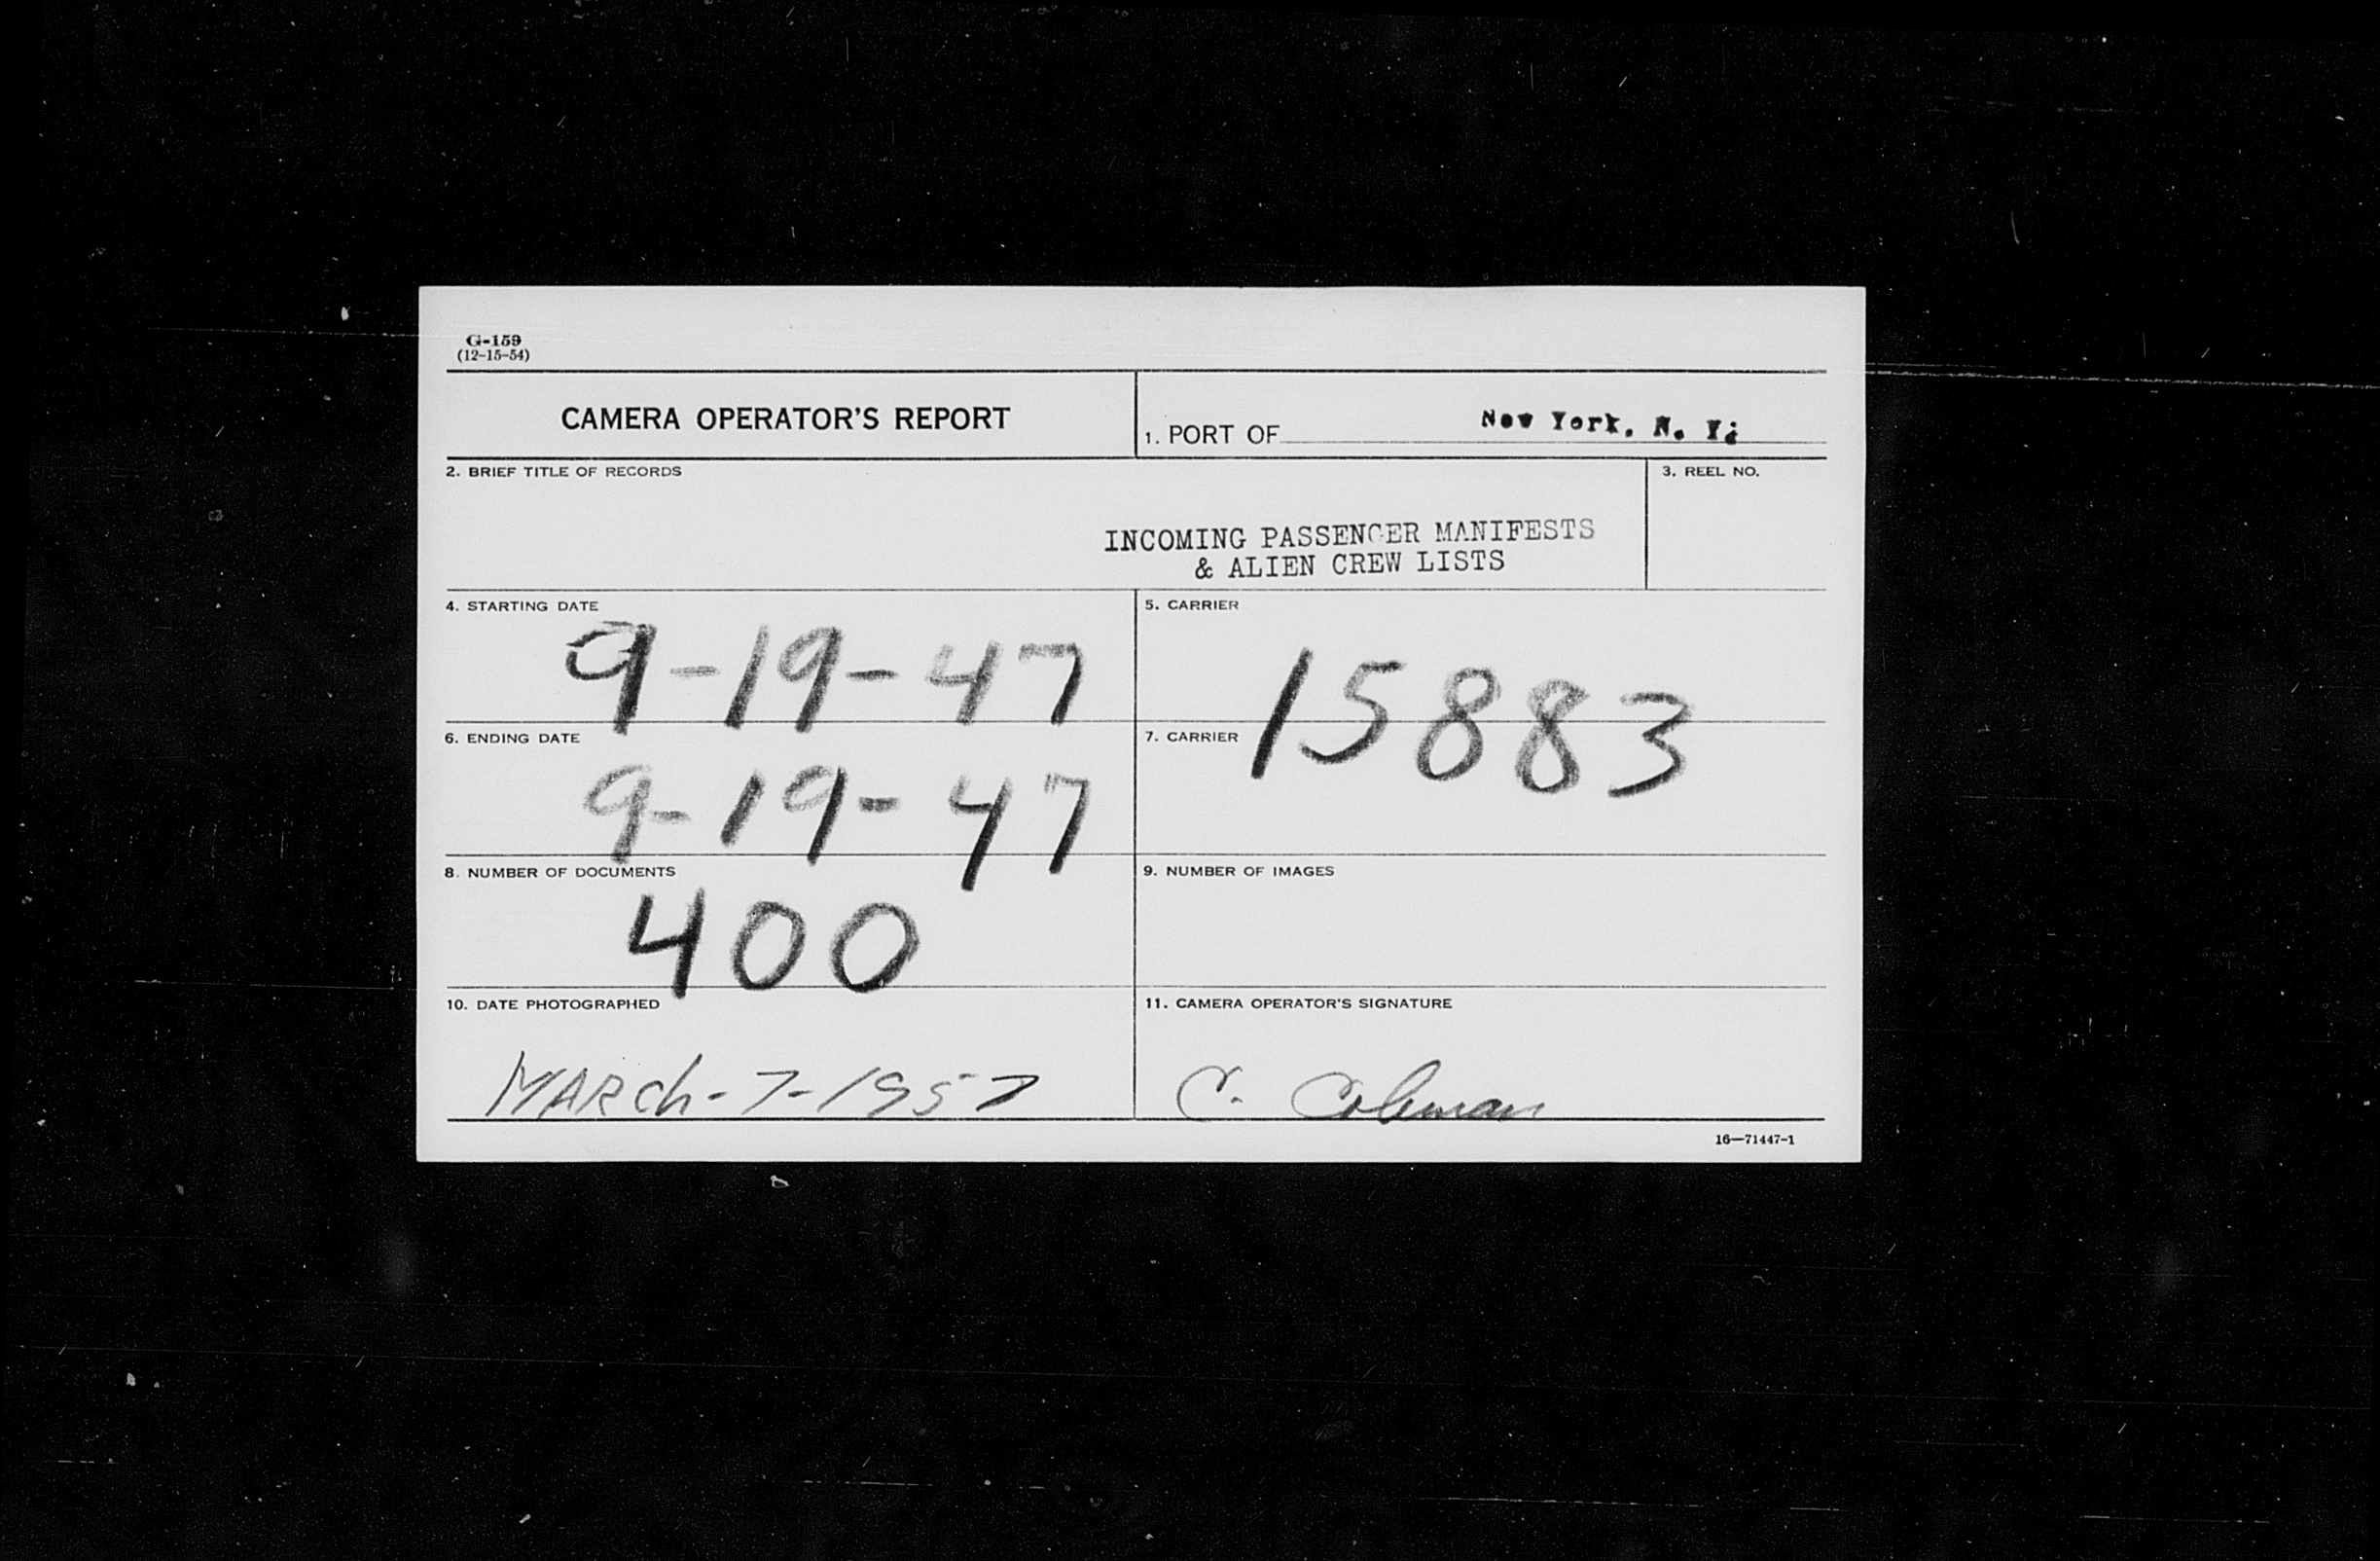 G-159
(12-15-54)
CAMERA OPERATOR'S REPORT
1. PORT OF New York, N. Y.
2. BRIEF TITLE OF RECORDS
3. REEL NO.
INCOMING PASSENGER MANIFESTS
& ALIEN CREW LISTS
4. STARTING DATE
9-19-47
5. CARRIER
15883
6. ENDING DATE
9-19-47
7. CARRIER
8. NUMBER OF DOCUMENTS
400
9. NUMBER OF IMAGES
10. DATE PHOTOGRAPHED
MARch-7-1957
11. CAMERA OPERATOR'S SIGNATURE
C. Coleman
16—71447-1